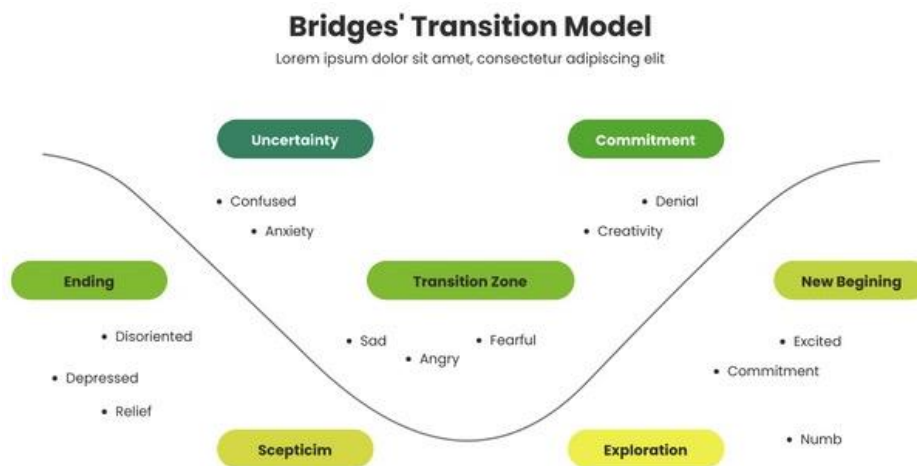 Bridges' Transition Model
Lorem ipsum dolor sit amet, consectetur adipiscing elit
Uncertainty
Commitment
• Confused
• Anxiety
• Denial
• Creativity
Ending
Transition Zone
New Begining
• Disoriented
• Depressed
• Relief
• Sad
• Angry
• Fearful
• Excited
• Commitment
• Numb
Scepticim
Exploration